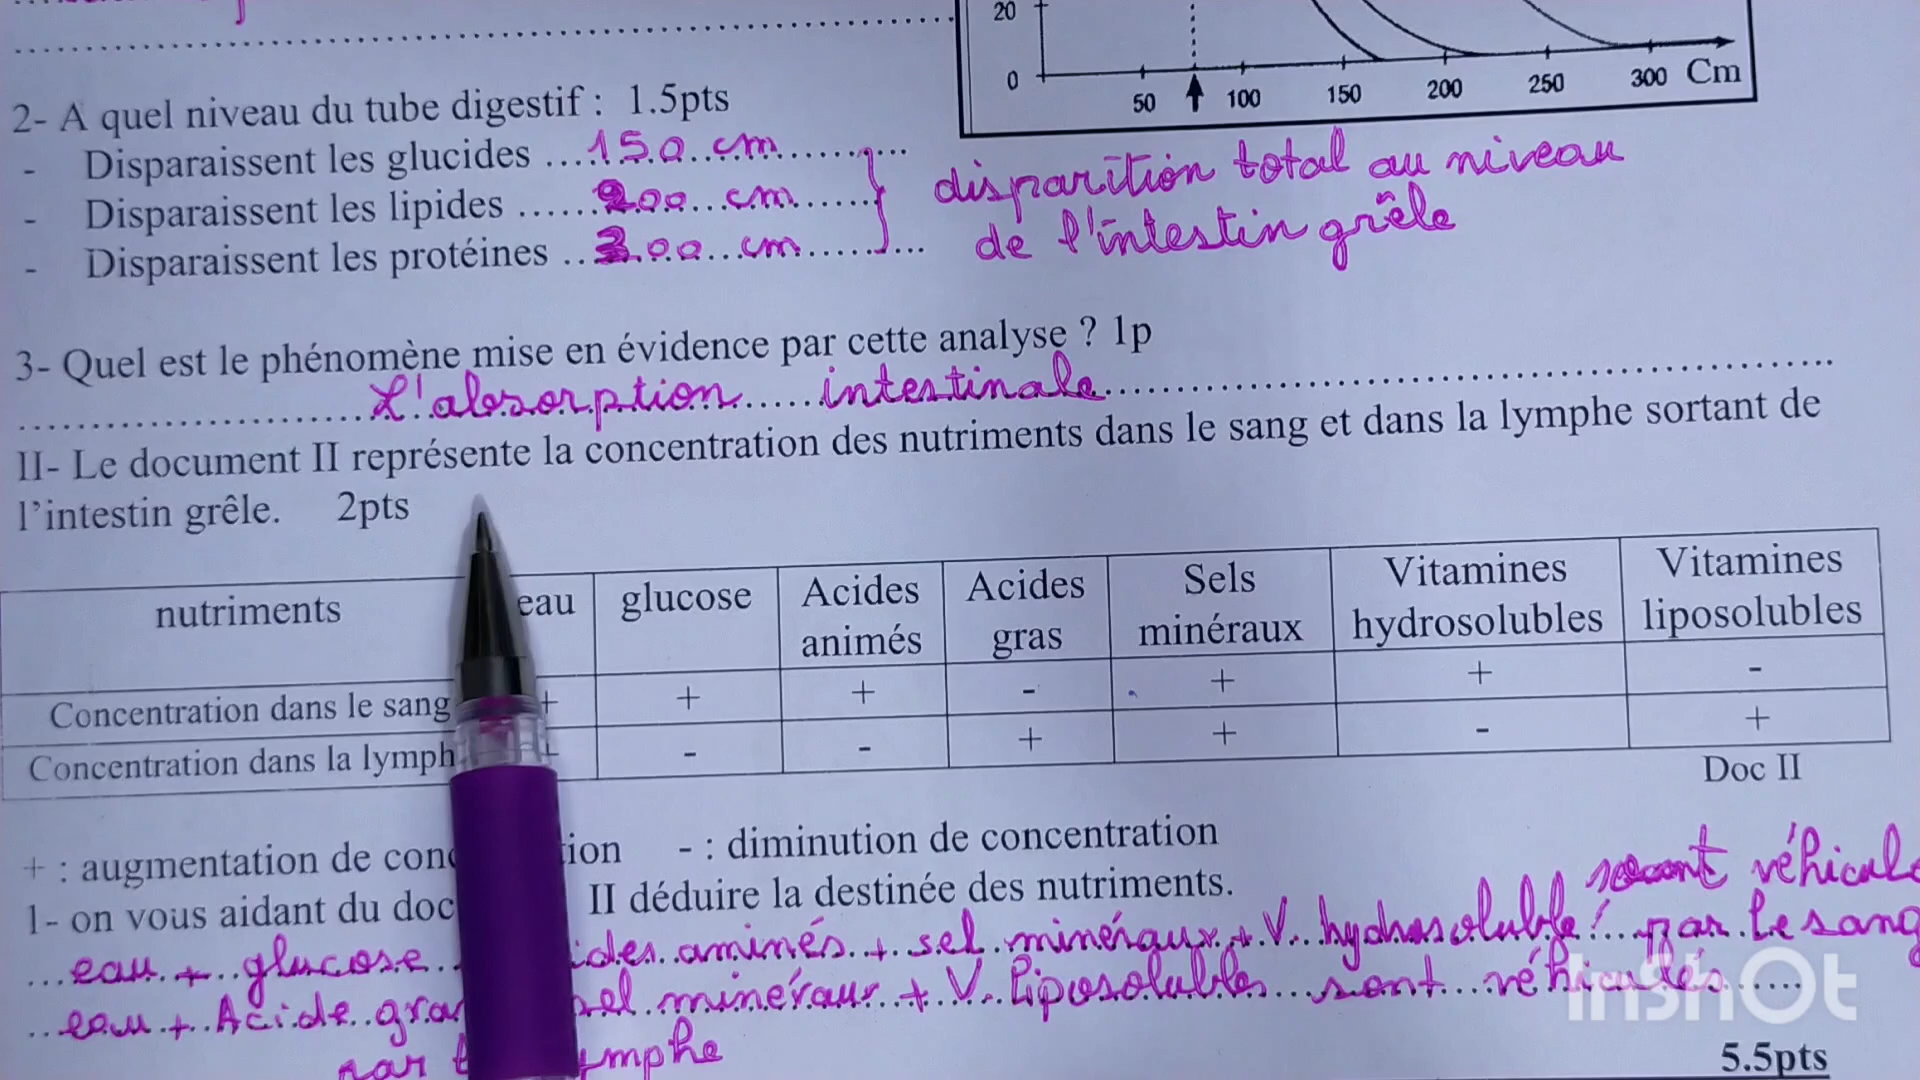 20
0
50 100 150 200 250 300 Cm
2- A quel niveau du tube digestif : 1.5pts
- Disparaissent les glucides ....150 cm..........
- Disparaissent les lipides ......200 cm........
- Disparaissent les protéines ..300 cm..........
disparition total au niveau
de l'intestin grêle
3- Quel est le phénomène mise en évidence par cette analyse ? 1p
L'absorption intestinale
II- Le document II représente la concentration des nutriments dans le sang et dans la lymphe sortant de
l'intestin grêle. 2pts
nutriments eau glucose Acides animés Acides gras Sels minéraux Vitamines hydrosolubles Vitamines liposolubles
Concentration dans le sang + + + - + + -
Concentration dans la lymph + - - + + - +
Doc II
+ : augmentation de conc ion - : diminution de concentration
1- on vous aidant du doc II déduire la destinée des nutriments.
sont véhicul
eau + glucose ides aminés + sel minéraux + V. hydrosoluble par le sang
eau + Acide gra sel minéraux + V. liposolubles sont véhiculés
par l ymphe
InshOt
5.5pts